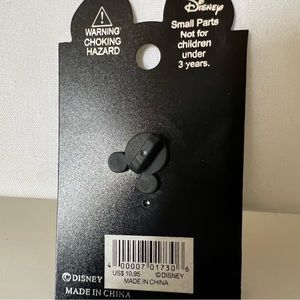 WARNING
CHOKING
HAZARD
Disney
Small Parts
Not for
children
under
3 years.
4 00007 01730 6
US$ 10.95 ©DISNEY
MADE IN CHINA
©DISNEY
MADE IN CHINA